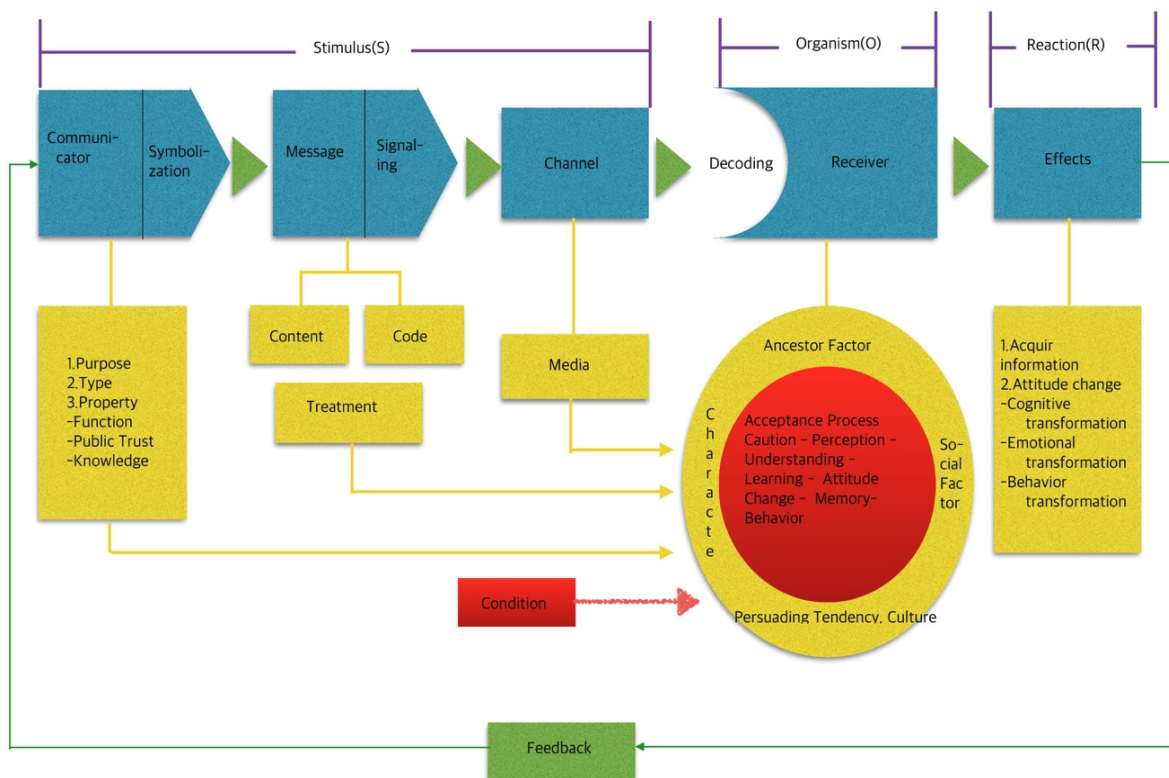 Stimulus(S)
Organism(O)
Reaction(R)
Communi-
cator
Symboli-
zation
Message
Signal-
ing
Channel
Decoding
Receiver
Effects
1.Purpose
2.Type
3.Property
-Function
-Public Trust
-Knowledge
Content
Code
Treatment
Media
Ancestor Factor
Characte
Acceptance Process
Caution - Perception -
Understanding -
Learning - Attitude
Change - Memory-
Behavior
So-
cial
Fac
tor
Persuading Tendency, Culture
1.Acquir
information
2.Attitude change
-Cognitive
transformation
-Emotional
transformation
-Behavior
transformation
Condition
Feedback